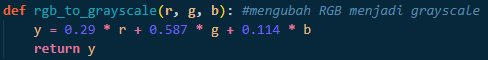 def rgb_to_grayscale(r, g, b): #mengubah RGB menjadi grayscale
    y = 0.29 * r + 0.587 * g + 0.114 * b
    return y